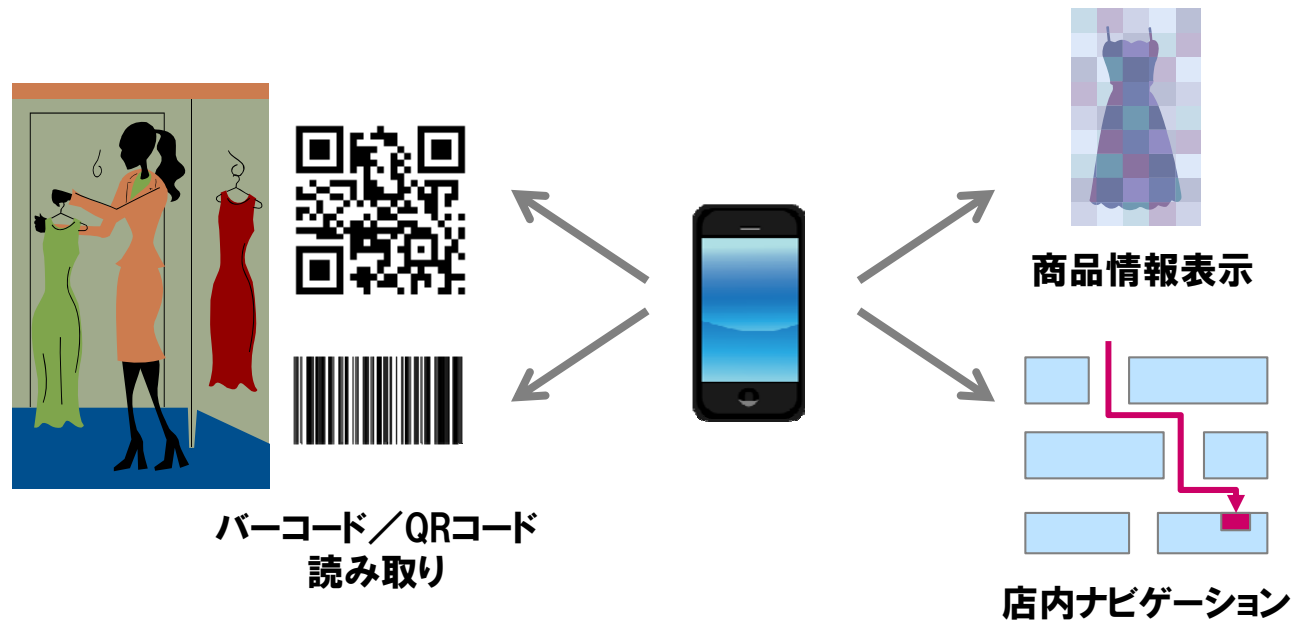 商品情報表示
バーコード／QRコード
読み取り
店内ナビゲーション